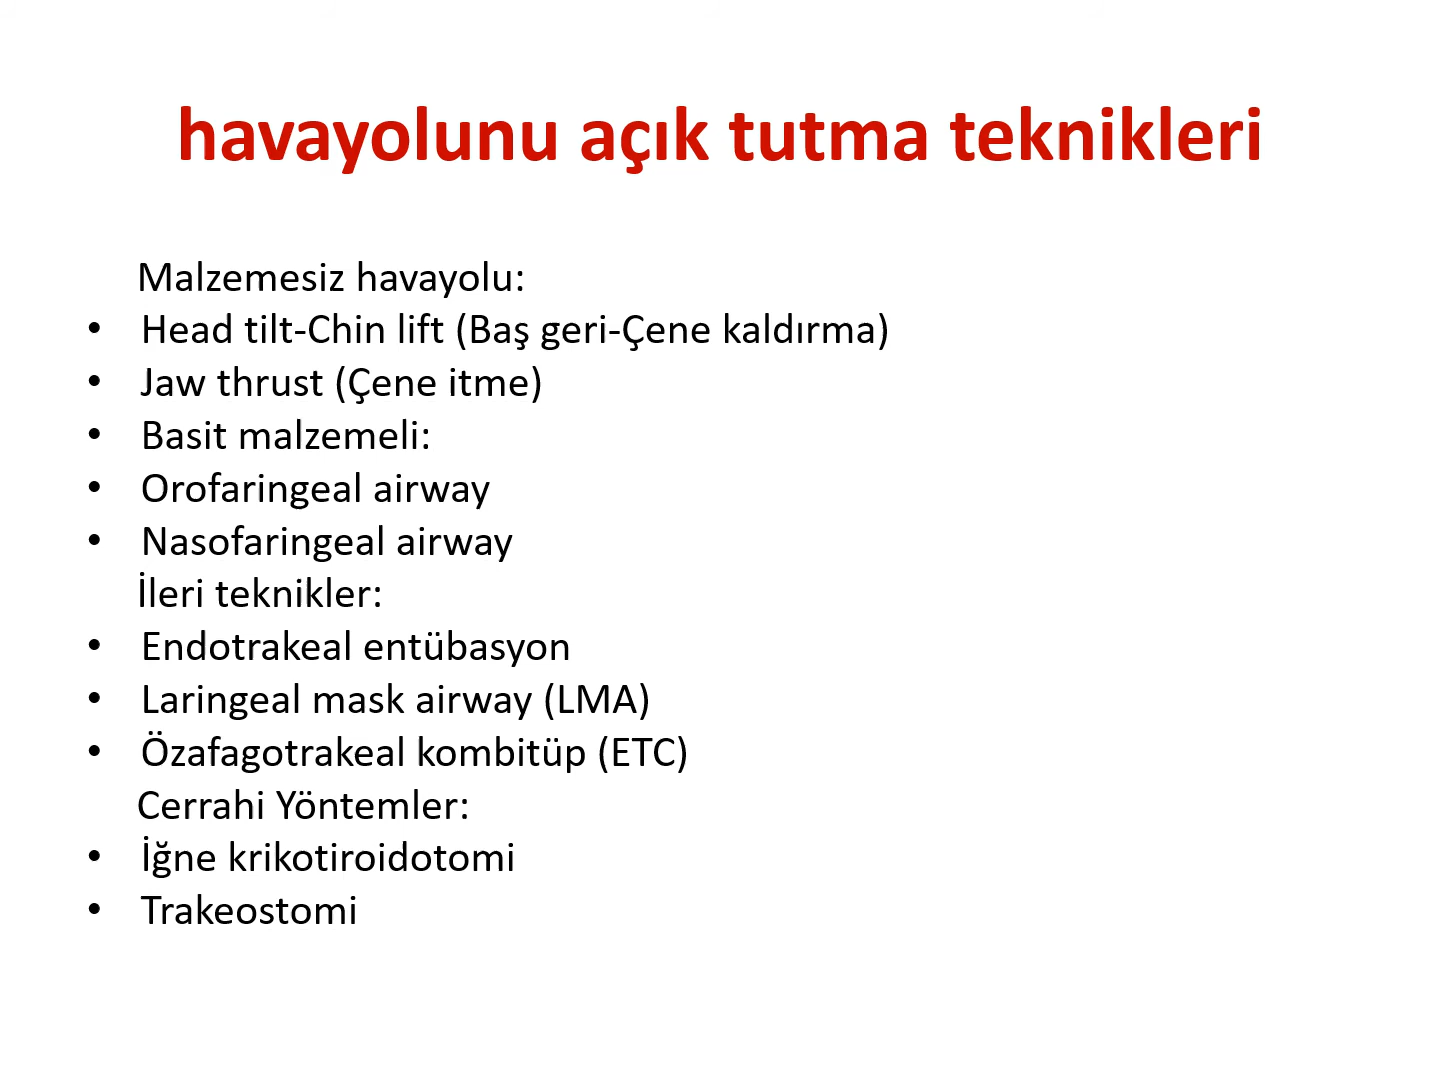 havayolunu açık tutma teknikleri
Malzemesiz havayolu:
• Head tilt-Chin lift (Baş geri-Çene kaldırma)
• Jaw thrust (Çene itme)
• Basit malzemeli:
• Orofaringeal airway
• Nasofaringeal airway
İleri teknikler:
• Endotrakeal entübasyon
• Laringeal mask airway (LMA)
• Özafagotrakeal kombitüp (ETC)
Cerrahi Yöntemler:
• İğne krikotiroidotomi
• Trakeostomi